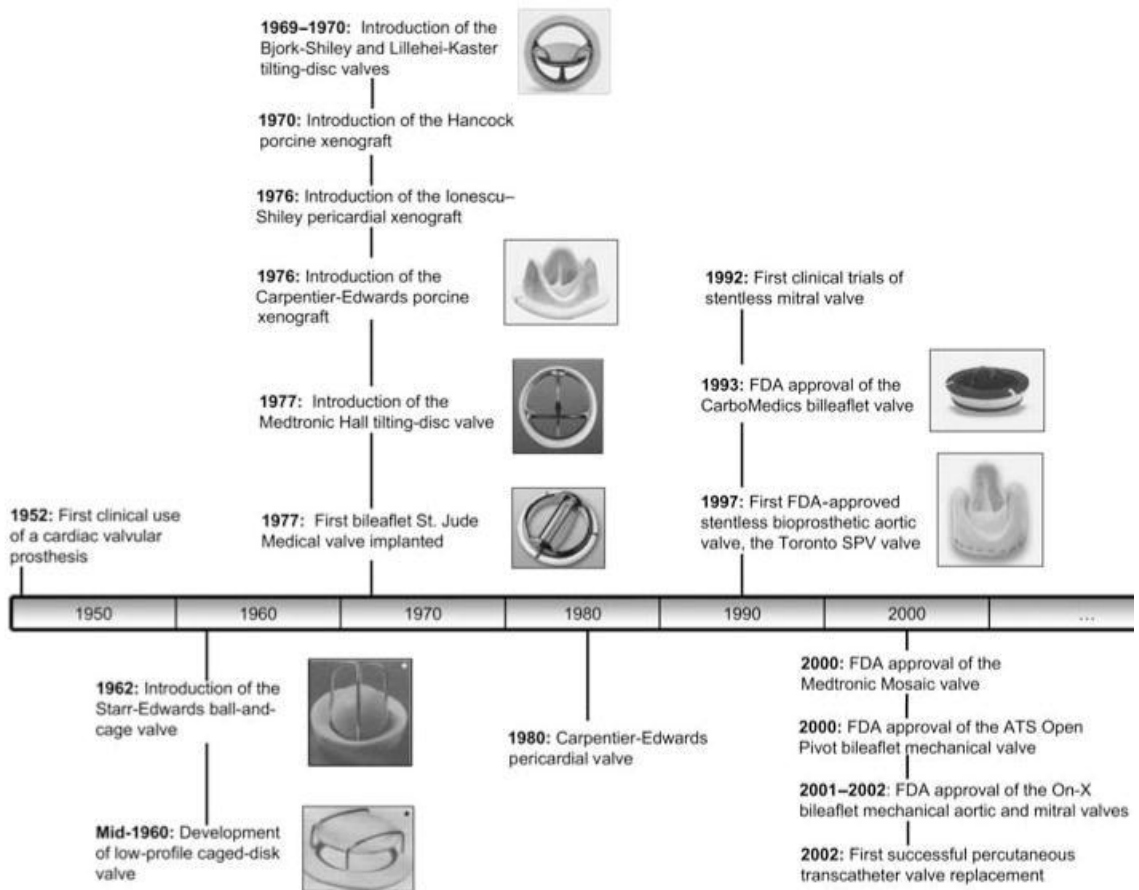 1969–1970: Introduction of the
Bjork-Shiley and Lillehei-Kaster
tilting-disc valves
1970: Introduction of the Hancock
porcine xenograft
1976: Introduction of the Ionescu–
Shiley pericardial xenograft
1976: Introduction of the
Carpentier-Edwards porcine
xenograft
1977: Introduction of the
Medtronic Hall tilting-disc valve
1977: First bileaflet St. Jude
Medical valve implanted
1992: First clinical trials of
stentless mitral valve
1993: FDA approval of the
CarboMedics billeaflet valve
1997: First FDA-approved
stentless bioprosthetic aortic
valve, the Toronto SPV valve
1952: First clinical use
of a cardiac valvular
prosthesis
1950 1960 1970 1980 1990 2000 ...
1962: Introduction of the
Starr-Edwards ball-and-
cage valve
Mid-1960: Development
of low-profile caged-disk
valve
1980: Carpentier-Edwards
pericardial valve
2000: FDA approval of the
Medtronic Mosaic valve
2000: FDA approval of the ATS Open
Pivot bileaflet mechanical valve
2001–2002: FDA approval of the On-X
bileaflet mechanical aortic and mitral valves
2002: First successful percutaneous
transcatheter valve replacement